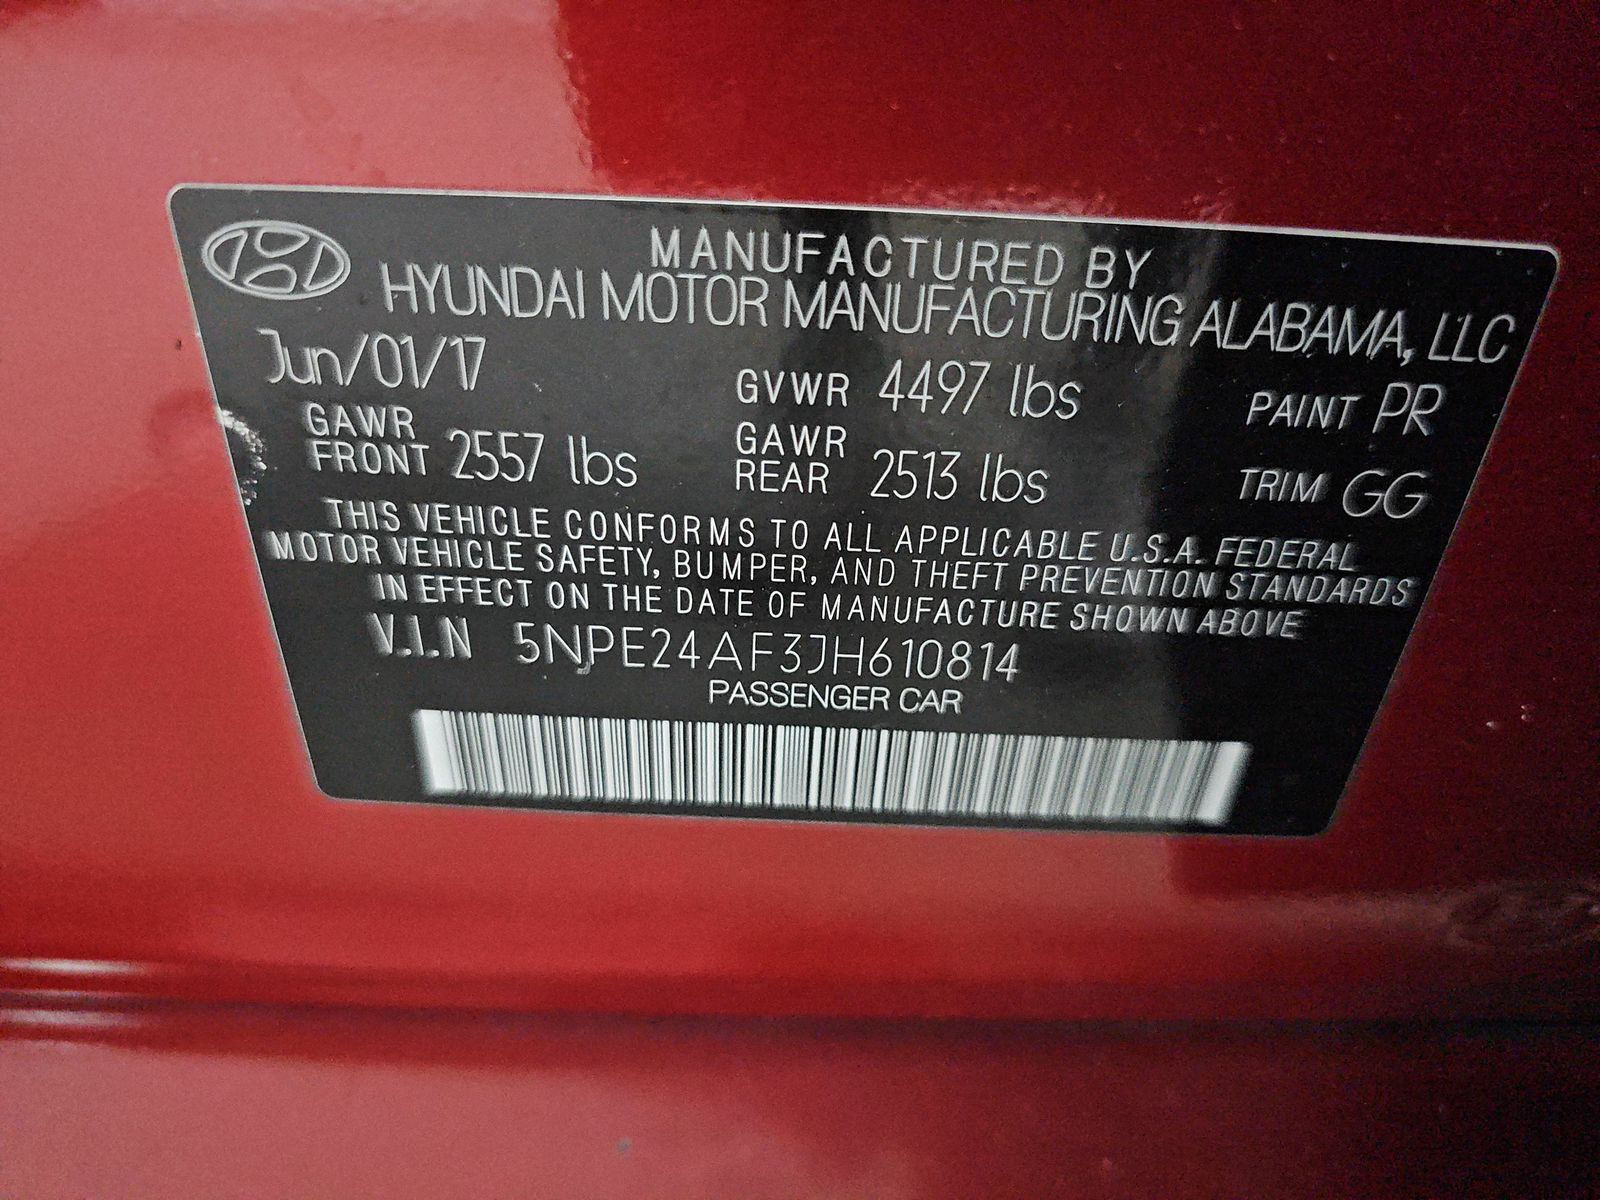 MANUFACTURED BY
HYUNDAI MOTOR MANUFACTURING ALABAMA, LLC
Jun/01/17
GVWR 4497 lbs
PAINT PR
GAWR FRONT 2557 lbs
GAWR REAR 2513 lbs
TRIM GG
THIS VEHICLE CONFORMS TO ALL APPLICABLE U.S.A. FEDERAL
MOTOR VEHICLE SAFETY, BUMPER, AND THEFT PREVENTION STANDARDS
IN EFFECT ON THE DATE OF MANUFACTURE SHOWN ABOVE
V.I.N 5NPE24AF3JH610814
PASSENGER CAR